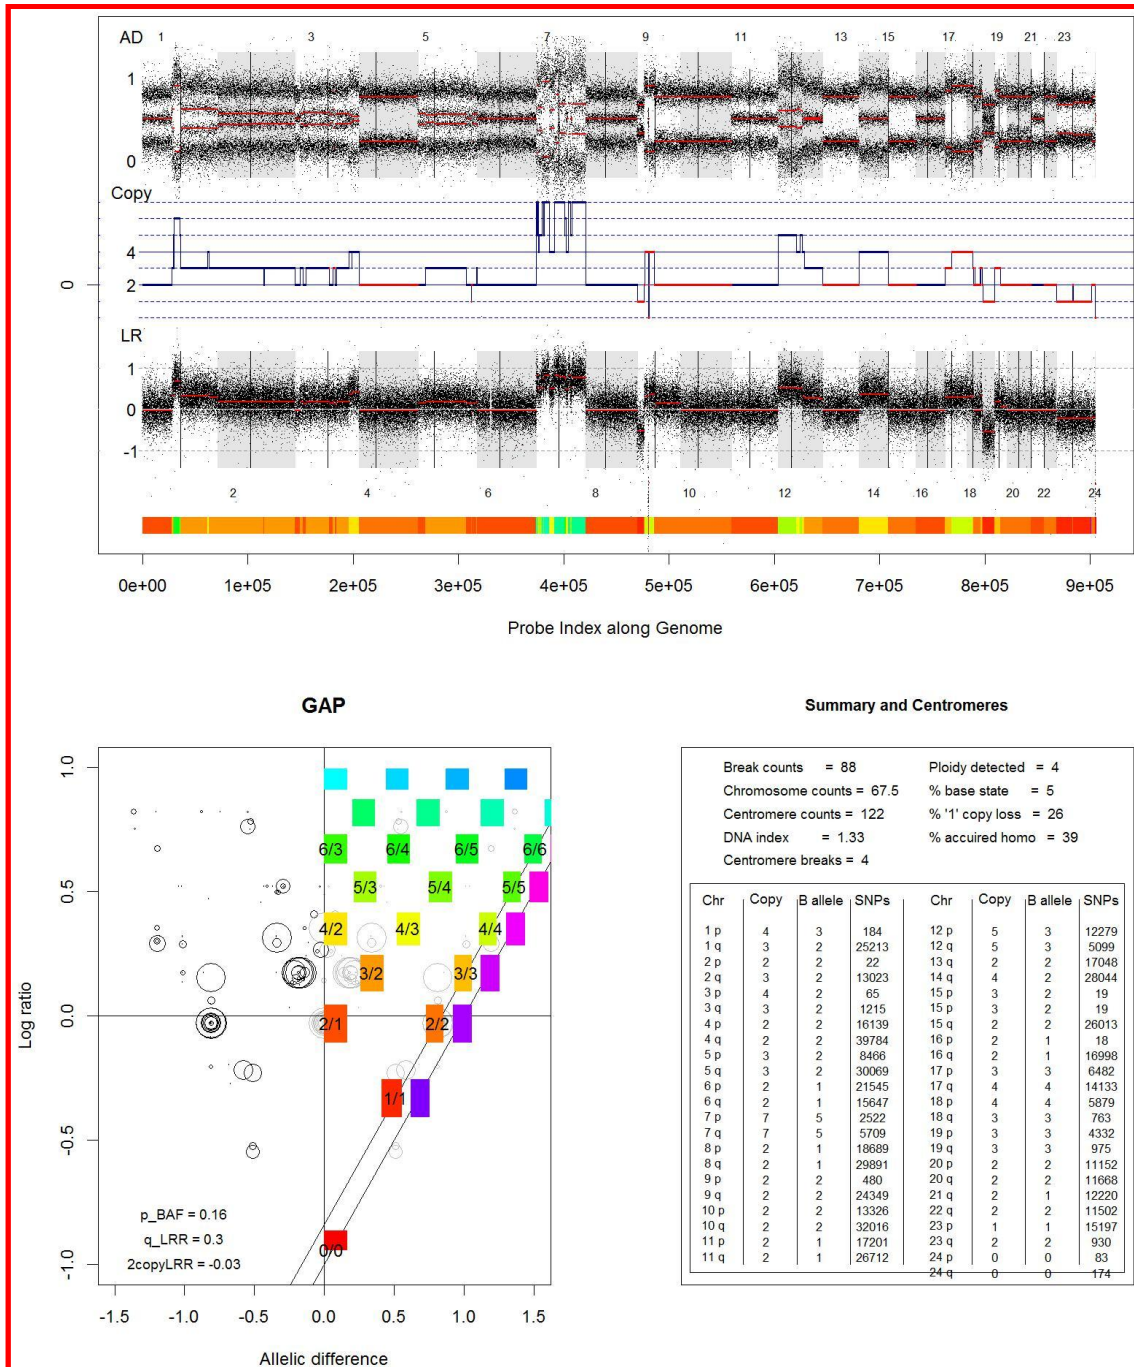 AD 1 3 5 7 9 11 13 15 17 19 21 23
1
0
Copy
4
0 2
LR
1
0
-1
2 4 6 8 10 12 14 16 18 20 22 24
0e+00 1e+05 2e+05 3e+05 4e+05 5e+05 6e+05 7e+05 8e+05 9e+05
Probe Index along Genome
GAP
Log ratio
1.0
0.5
0.0
-0.5
-1.0
6/3 6/4 6/5 6/6
5/3 5/4 5/5
4/2 4/3 4/4
3/2 3/3
2/1 2/2
1/1
0/0
p_BAF = 0.16
q_LRR = 0.3
2copyLRR = -0.03
-1.5 -1.0 -0.5 0.0 0.5 1.0 1.5
Allelic difference
Summary and Centromeres
Break counts = 88 Ploidy detected = 4
Chromosome counts = 67.5 % base state = 5
Centromere counts = 122 % '1' copy loss = 26
DNA index = 1.33 % accuired homo = 39
Centromere breaks = 4
Chr Copy B allele SNPs Chr Copy B allele SNPs
1 p 4 3 184 12 p 5 3 12279
1 q 3 2 25213 12 q 5 3 5099
2 p 2 2 22 13 q 2 2 17048
2 q 3 2 13023 14 q 4 2 28044
3 p 4 2 65 15 p 3 2 19
3 q 3 2 1215 15 p 3 2 19
4 p 2 2 16139 15 q 2 2 26013
4 q 2 2 39784 16 p 2 1 18
5 p 3 2 8466 16 q 2 1 16998
5 q 3 2 30069 17 p 3 3 6482
6 p 2 1 21545 17 q 4 4 14133
6 q 2 1 15647 18 p 4 4 5879
7 p 7 5 2522 18 q 3 3 763
7 q 7 5 5709 19 p 3 3 4332
8 p 2 1 18689 19 q 3 3 975
8 q 2 1 29891 20 p 2 2 11152
9 p 2 2 480 20 q 2 2 11668
9 q 2 2 24349 21 q 2 1 12220
10 p 2 2 13326 22 q 2 2 11502
10 q 2 2 32016 23 p 1 1 15197
11 p 2 1 17201 23 q 2 2 930
11 q 2 1 26712 24 p 0 0 83
24 q 0 0 174